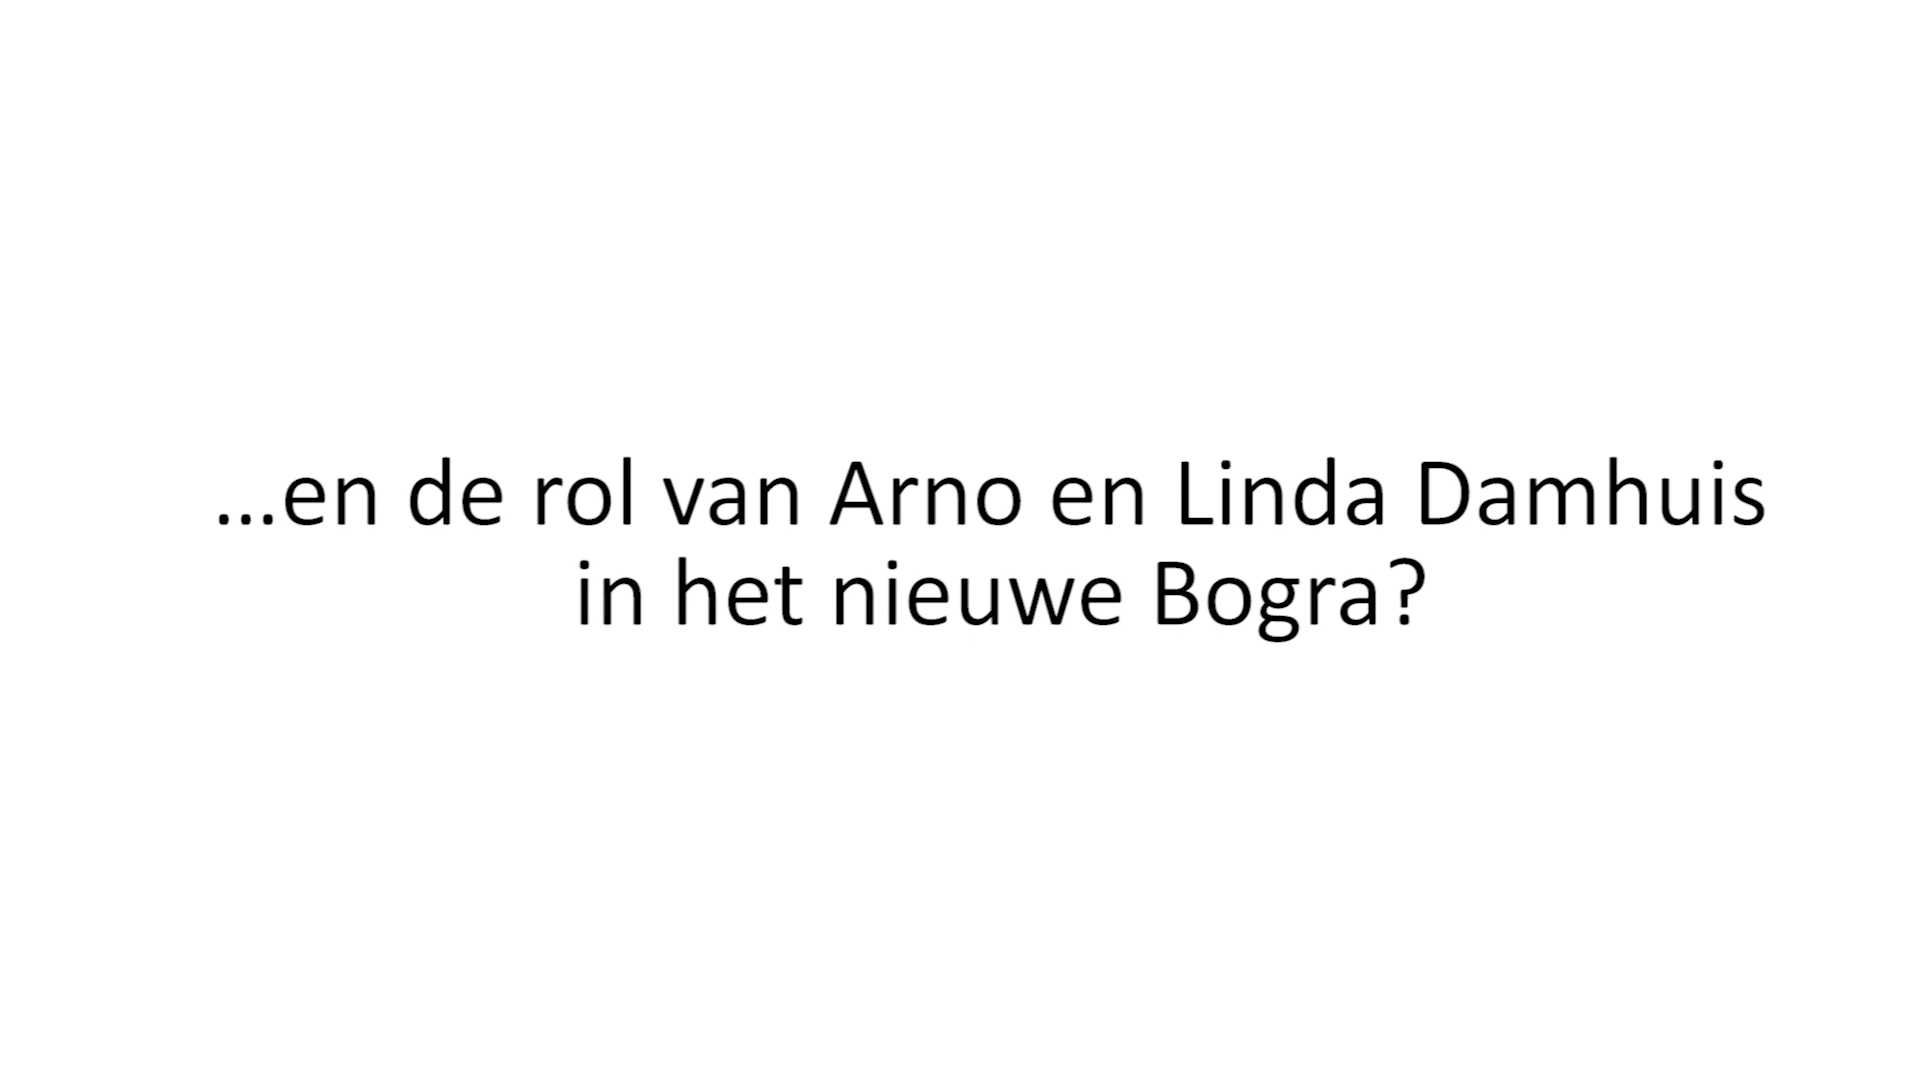 ...en de rol van Arno en Linda Damhuis
in het nieuwe Bogra?